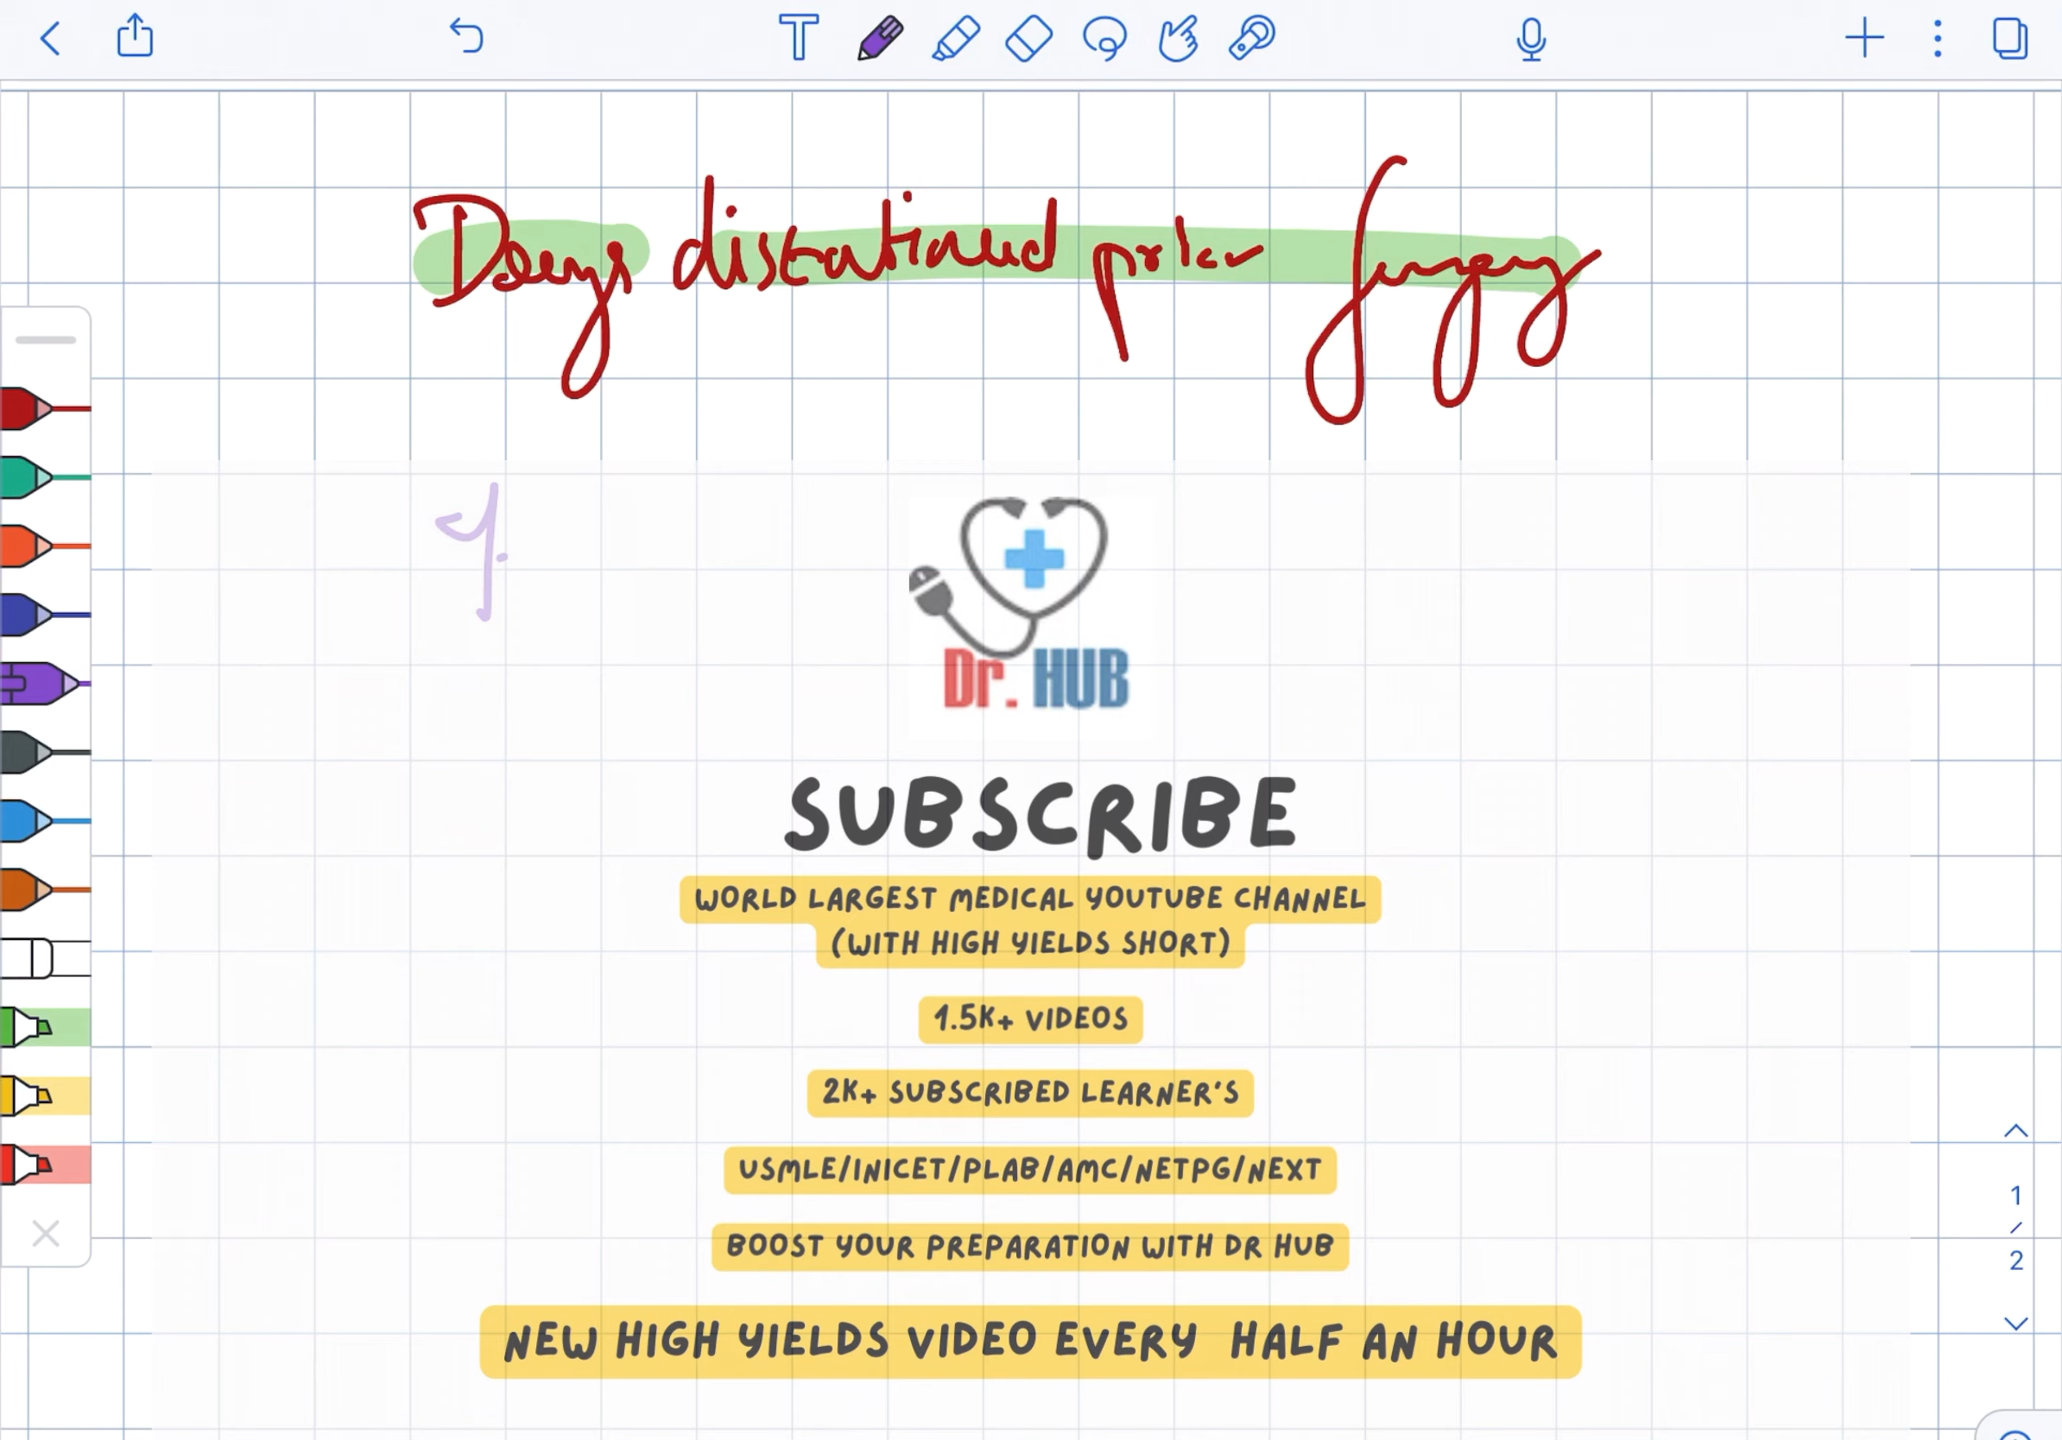 Drugs discontinued prior surgery
Dr. HUB
SUBSCRIBE
WORLD LARGEST MEDICAL YOUTUBE CHANNEL
(WITH HIGH YIELDS SHORT)
1.5K+ VIDEOS
2K+ SUBSCRIBED LEARNER'S
USMLE/INICET/PLAB/AMC/NETPG/NEXT
BOOST YOUR PREPARATION WITH DR HUB
NEW HIGH YIELDS VIDEO EVERY HALF AN HOUR
1
/
2